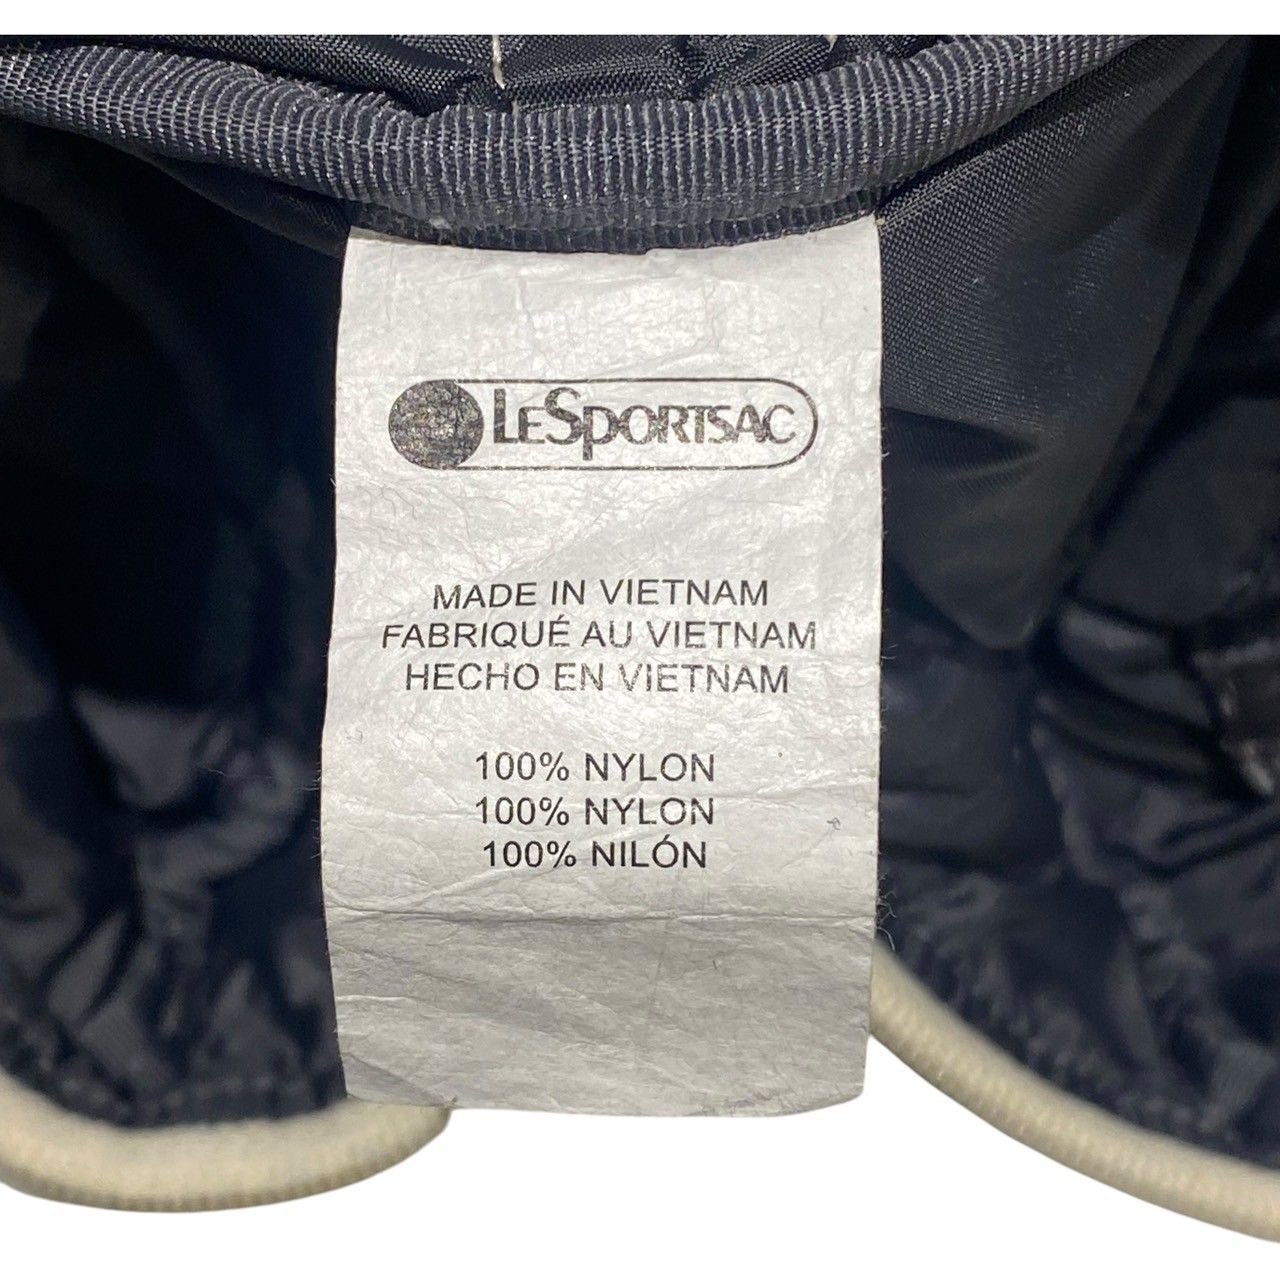 LESPORTSAC
MADE IN VIETNAM
FABRIQUÉ AU VIETNAM
HECHO EN VIETNAM
100% NYLON
100% NYLON
100% NILÓN